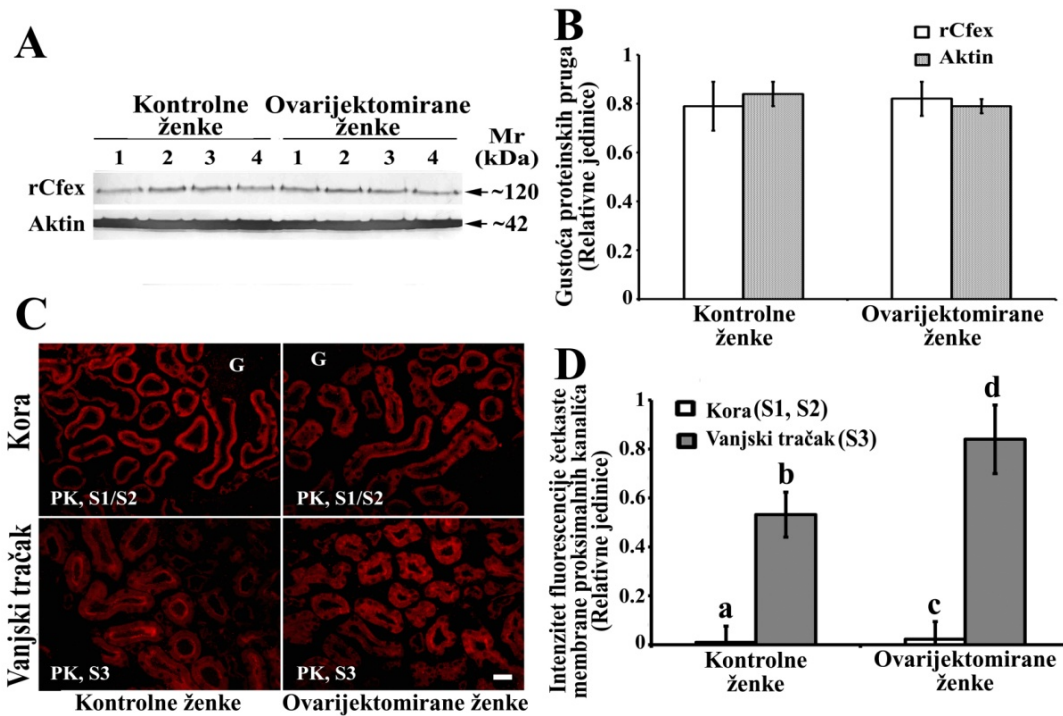 A
Kontrolne
ženke
Ovarijektomirane
ženke
Mr
(kDa)
1 2 3 4 1 2 3 4
rCfex
~120
Aktin
~42
B
rCfex
Aktin
Gustoća proteinskih pruga
(Relativne jedinice)
1
0.8
0.6
0.4
0.2
0
Kontrolne
ženke
Ovarijektomirane
ženke
C
Kora
G
G
PK, S1/S2
PK, S1/S2
Vanjski tračak
PK, S3
PK, S3
Kontrolne ženke
Ovarijektomirane ženke
D
Kora (S1, S2)
Vanjski tračak (S3)
Intenzitet fluorescencije četkaste
membrane proksimalnih kanalića
(Relativne jedinice)
1
0.8
0.6
0.4
0.2
0
a
b
c
d
Kontrolne
ženke
Ovarijektomirane
ženke